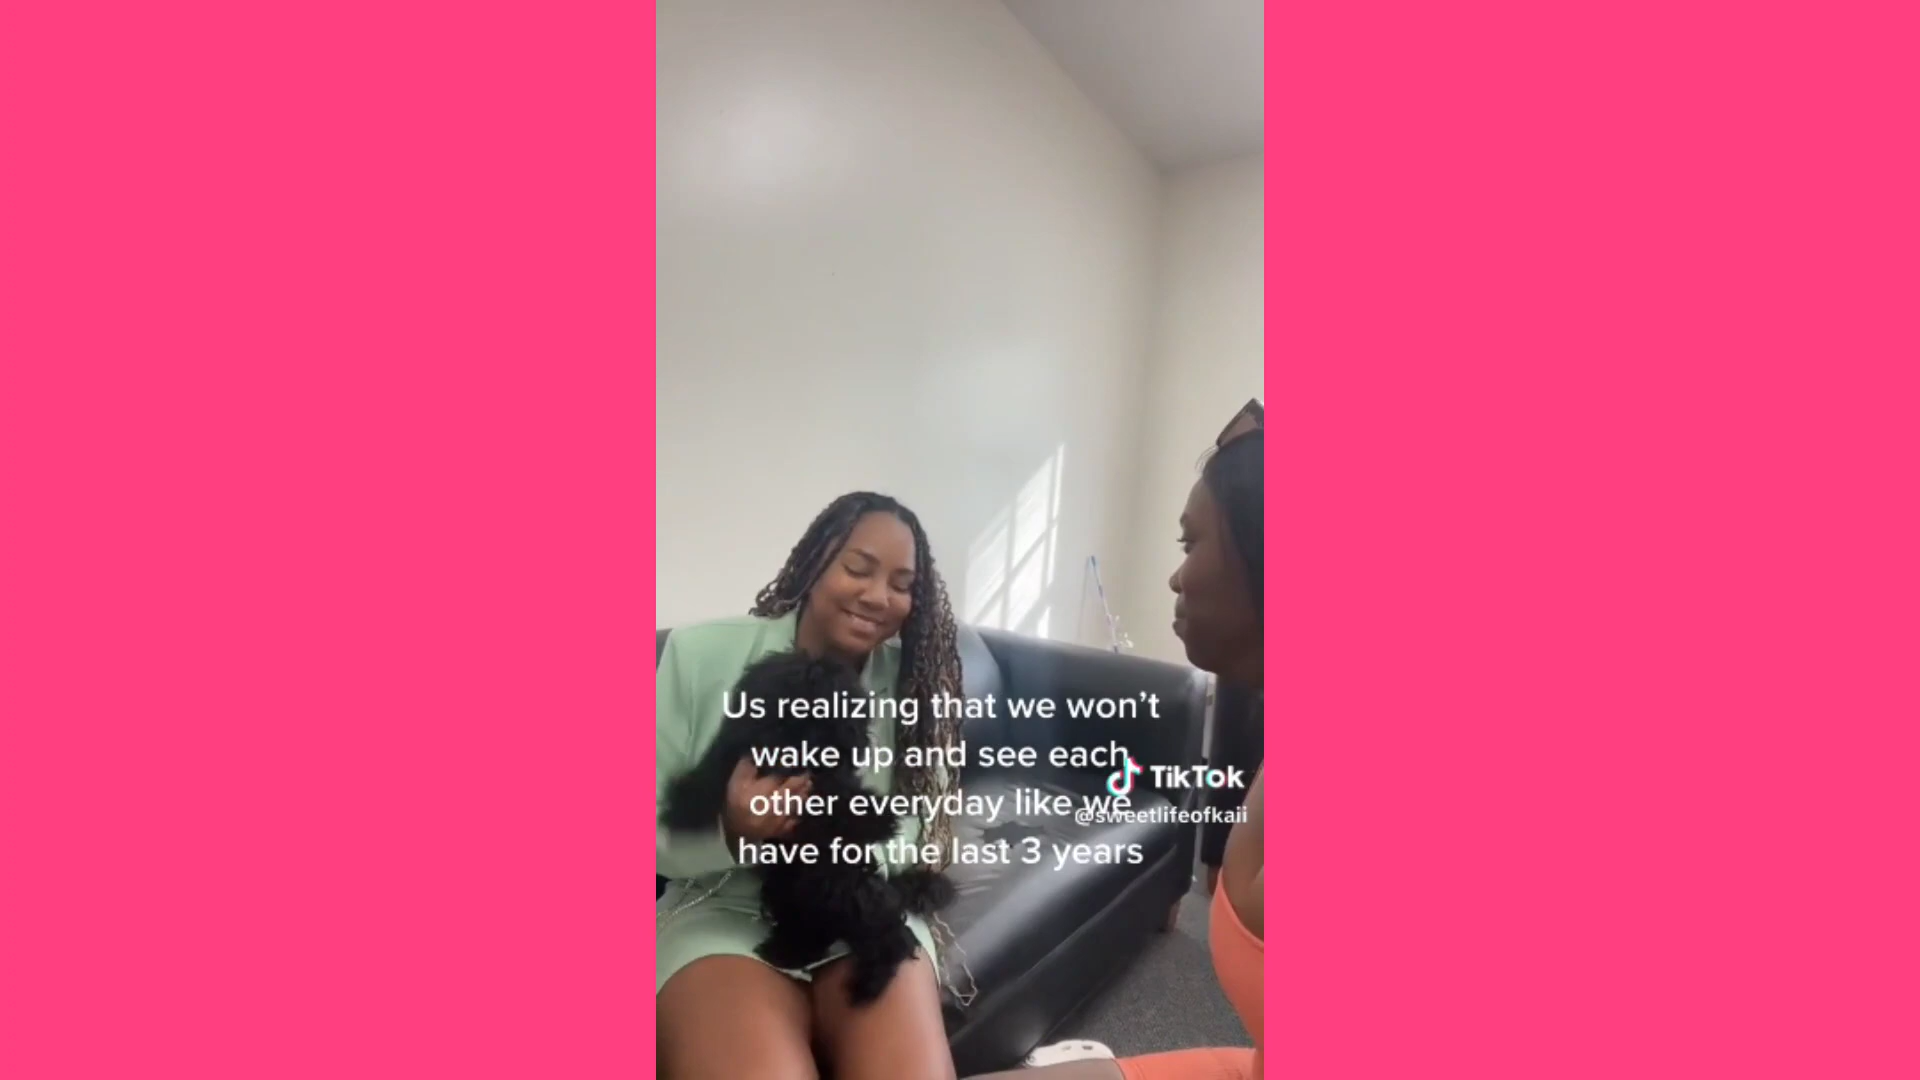 Us realizing that we won’t
wake up and see each
other everyday like we
have for the last 3 years
TikTok
@sweetlifeofkaii